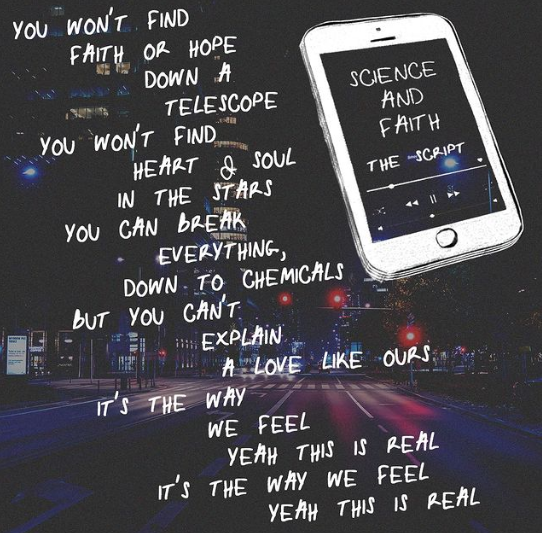 YOU WON'T FIND
FAITH OR HOPE
DOWN A
TELESCOPE
YOU WON'T FIND
HEART & SOUL
IN THE STARS
YOU CAN BREAK
EVERYTHING,
DOWN TO CHEMICALS
BUT YOU CAN'T
EXPLAIN
A LOVE LIKE OURS.
IT'S THE WAY
WE FEEL
YEAH THIS IS REAL
IT'S THE WAY WE FEEL
YEAH THIS IS REAL
SCIENCE
AND
FAITH
THE SCRIPT